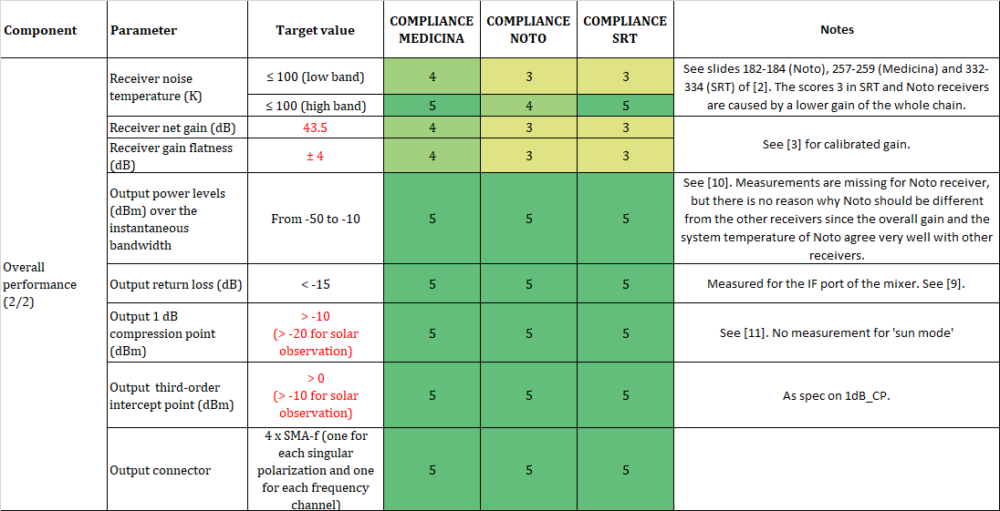 Component
Parameter
Target value
COMPLIANCE
MEDICINA
COMPLIANCE
NOTO
COMPLIANCE
SRT
Notes
Overall
performance
(2/2)
Receiver noise
temperature (K)
≤ 100 (low band)
4
3
3
See slides 182-184 (Noto), 257-259 (Medicina) and 332-
334 (SRT) of [2]. The scores 3 in SRT and Noto receivers
are caused by a lower gain of the whole chain.
≤ 100 (high band)
5
4
5
Receiver net gain (dB)
43.5
4
3
3
See [3] for calibrated gain.
Receiver gain flatness
(dB)
± 4
4
3
3
Output power levels
(dBm) over the
instantaneous
bandwidth
From -50 to -10
5
5
5
See [10]. Measurements are missing for Noto receiver,
but there is no reason why Noto should be different
from the other receivers since the overall gain and the
system temperature of Noto agree very well with other
receivers.
Output return loss (dB)
< -15
5
5
5
Measured for the IF port of the mixer. See [9].
Output 1 dB
compression point
(dBm)
> -10
(> -20 for solar
observation)
5
5
5
See [11]. No measurement for 'sun mode'
Output third-order
intercept point (dBm)
> 0
(> -10 for solar
observation)
5
5
5
As spec on 1dB_CP.
Output connector
4 x SMA-f (one for
each singular
polarization and one
for each frequency
channel)
5
5
5